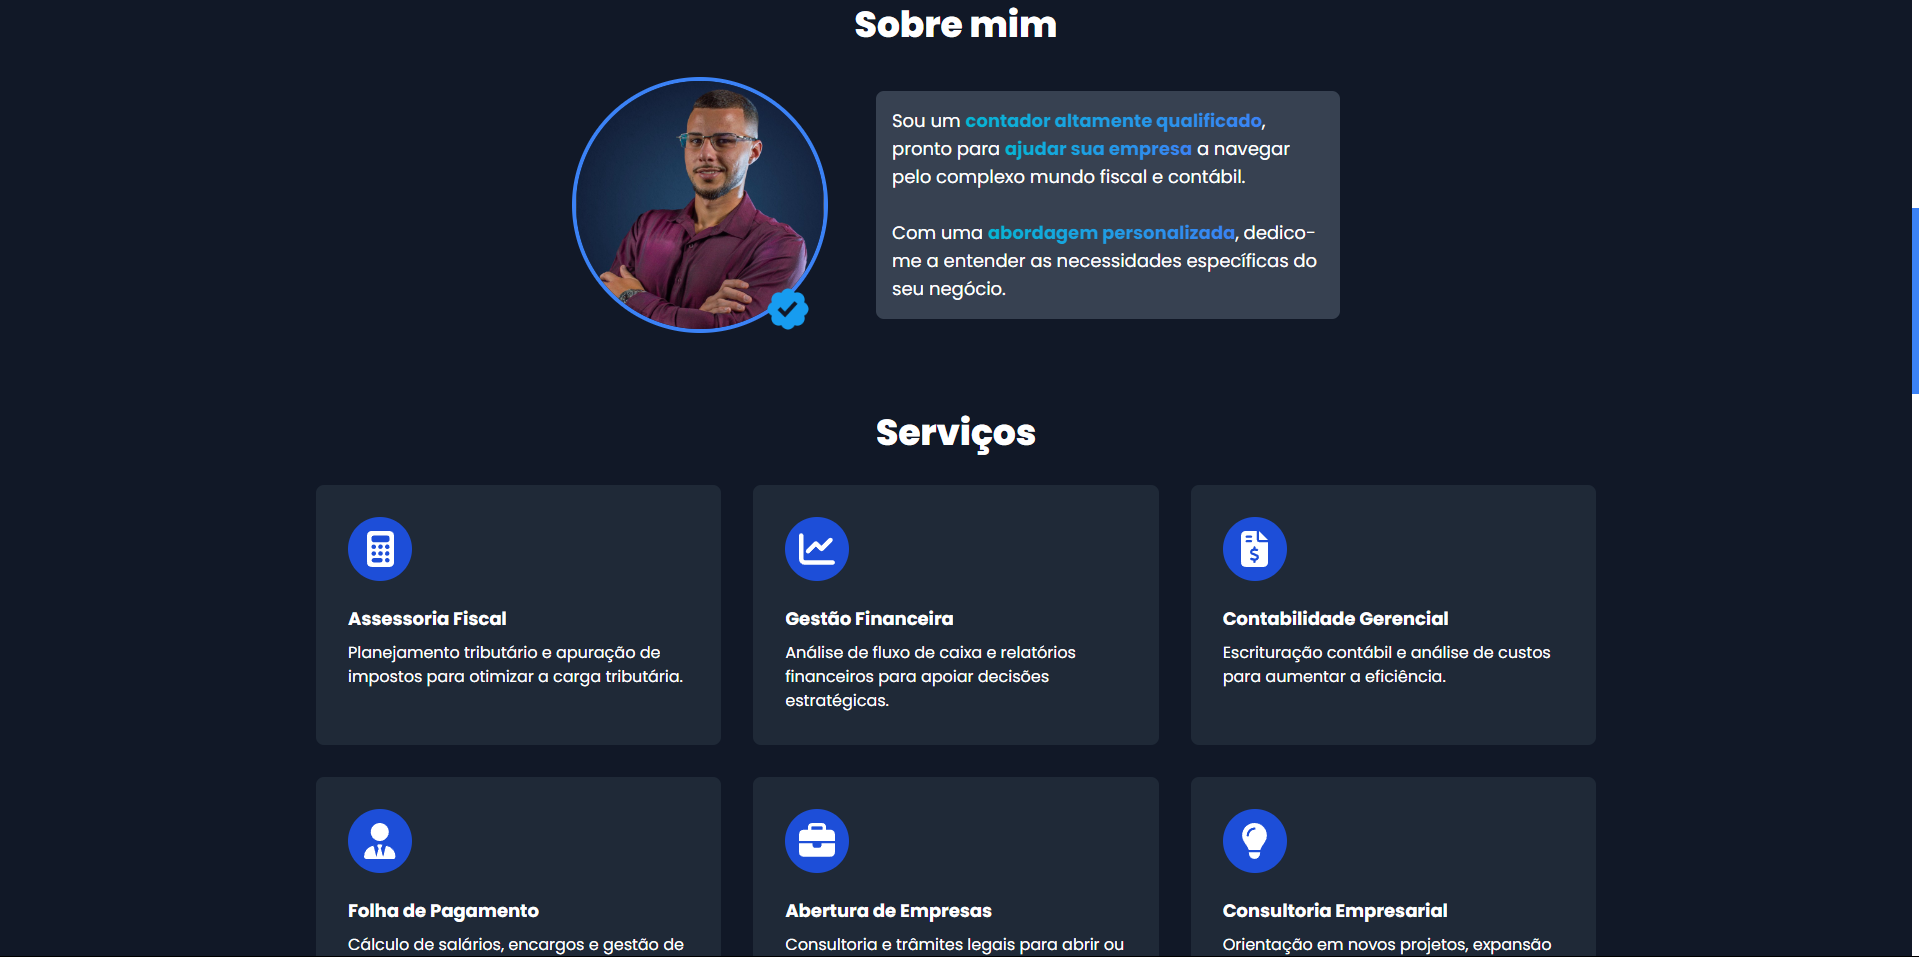 Sobre mim
Sou um contador altamente qualificado,
pronto para ajudar sua empresa a navegar
pelo complexo mundo fiscal e contábil.
Com uma abordagem personalizada, dedico-
me a entender as necessidades específicas do
seu negócio.
Serviços
Assessoria Fiscal
Planejamento tributário e apuração de
impostos para otimizar a carga tributária.
Gestão Financeira
Análise de fluxo de caixa e relatórios
financeiros para apoiar decisões
estratégicas.
Contabilidade Gerencial
Escrituração contábil e análise de custos
para aumentar a eficiência.
Folha de Pagamento
Cálculo de salários, encargos e gestão de
Abertura de Empresas
Consultoria e trâmites legais para abrir ou
Consultoria Empresarial
Orientação em novos projetos, expansão